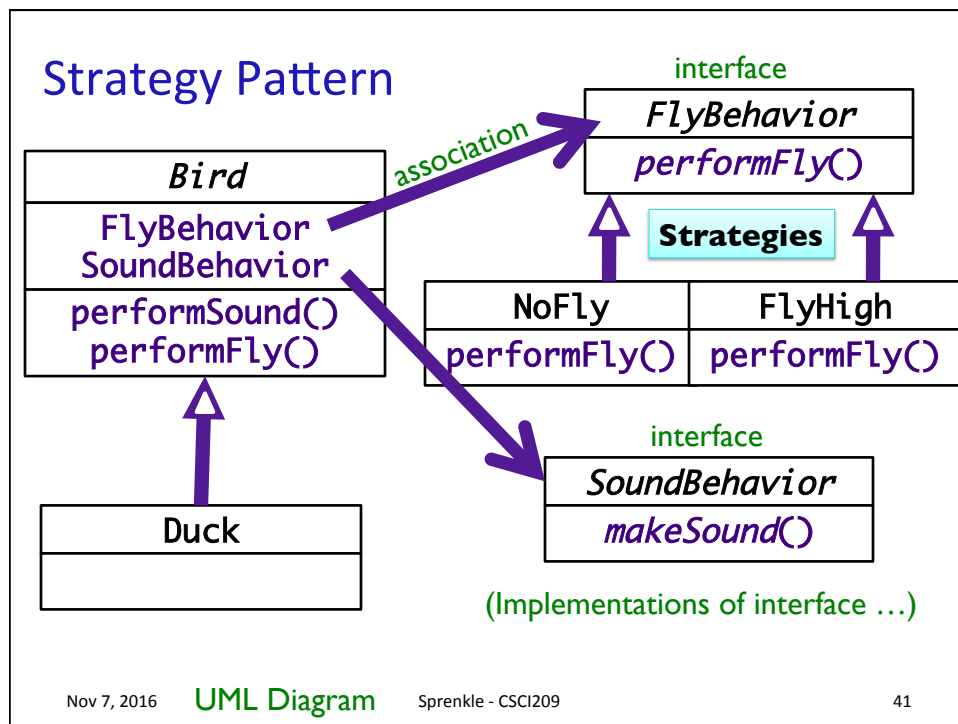 Strategy Pattern
interface
FlyBehavior
performFly()
association
Bird
FlyBehavior
SoundBehavior
performSound()
performFly()
Strategies
NoFly
performFly()
FlyHigh
performFly()
interface
SoundBehavior
makeSound()
Duck
(Implementations of interface …)
Nov 7, 2016 UML Diagram Sprenkle - CSCI209 41